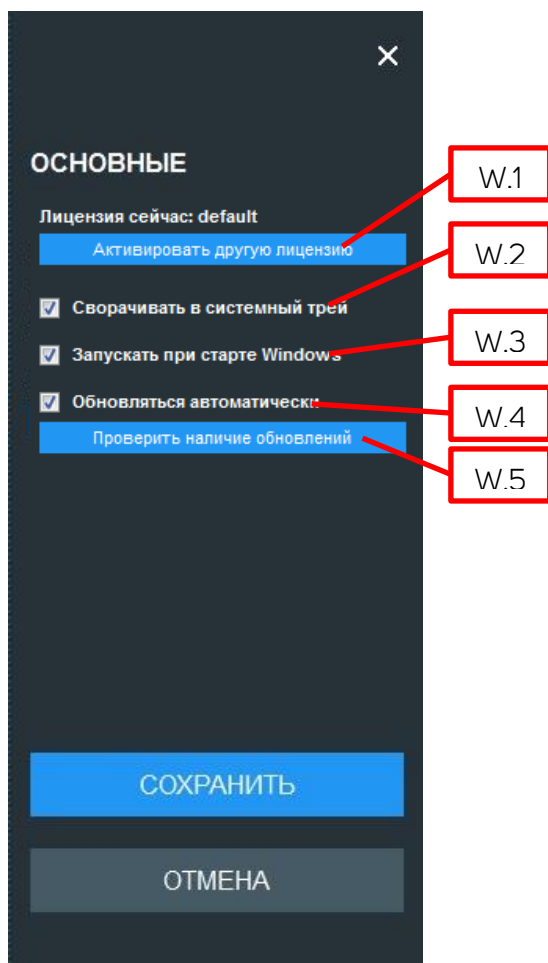 ×
ОСНОВНЫЕ
W.1
Лицензия сейчас: default
Активировать другую лицензию
W.2
Сворачивать в системный трей
Запускать при старте Windows
W.3
Обновляться автоматически
W.4
Проверить наличие обновлений
W.5
СОХРАНИТЬ
ОТМЕНА